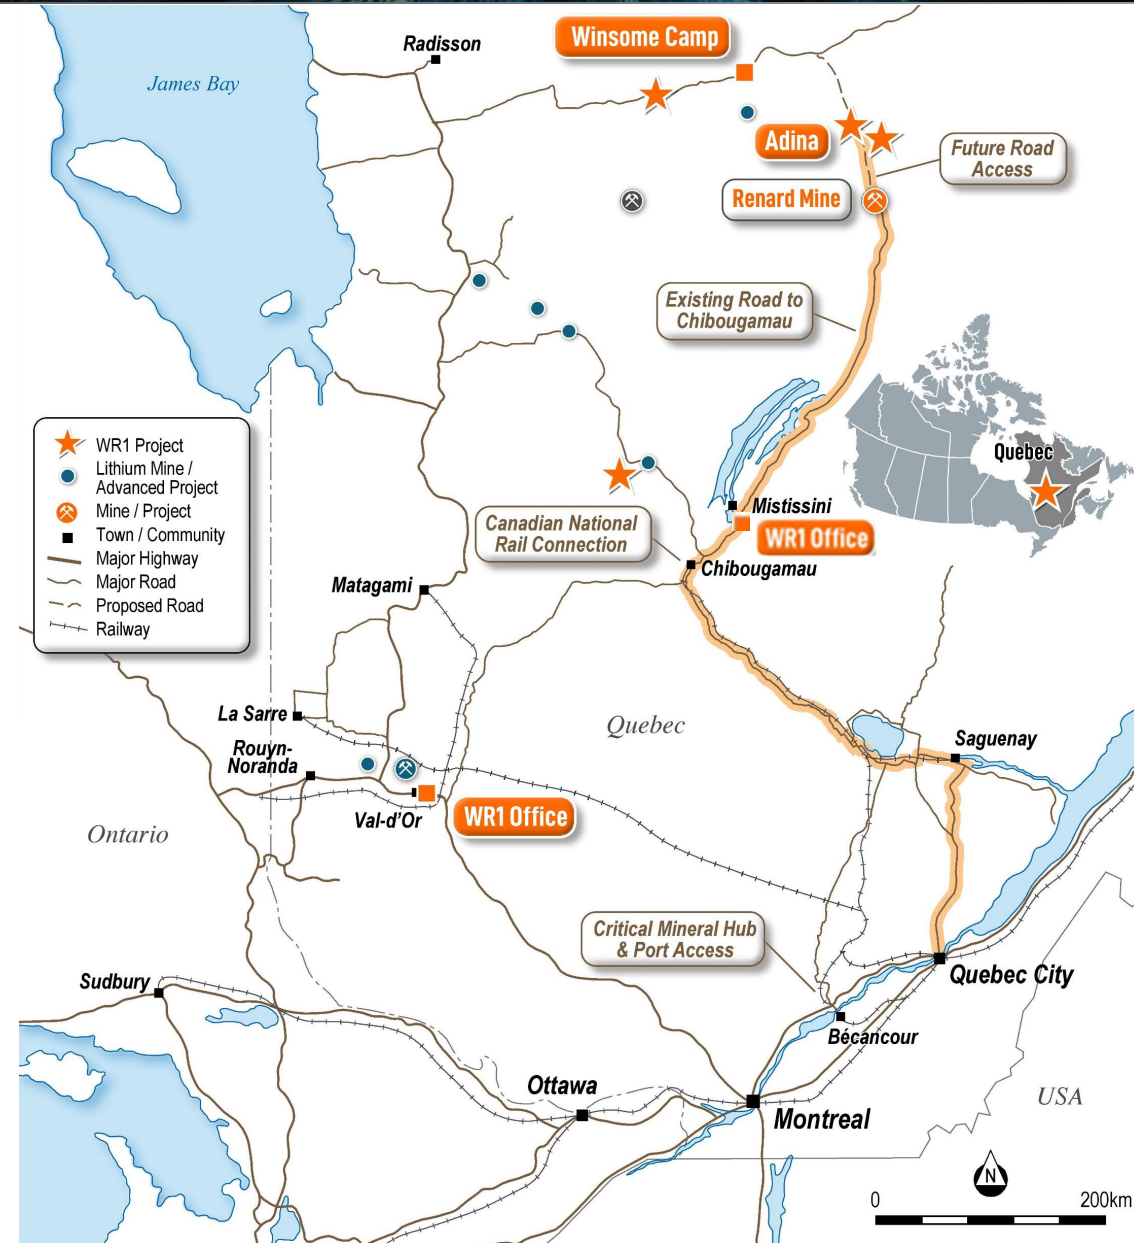 Winsome Camp
Radisson
James Bay
Adina
Future Road
Access
Renard Mine
Existing Road to
Chibougamau
Quebec
WR1 Project
Lithium Mine /
Advanced Project
Mine / Project
Town / Community
Major Highway
Major Road
Proposed Road
Railway
Mistissini
WR1 Office
Canadian National
Rail Connection
Chibougamau
Matagami
La Sarre
Quebec
Saguenay
Rouyn-
Noranda
Val-d'Or
WR1 Office
Ontario
Critical Mineral Hub
& Port Access
Sudbury
Quebec City
Bécancour
Ottawa
Montreal
USA
N
0 200km